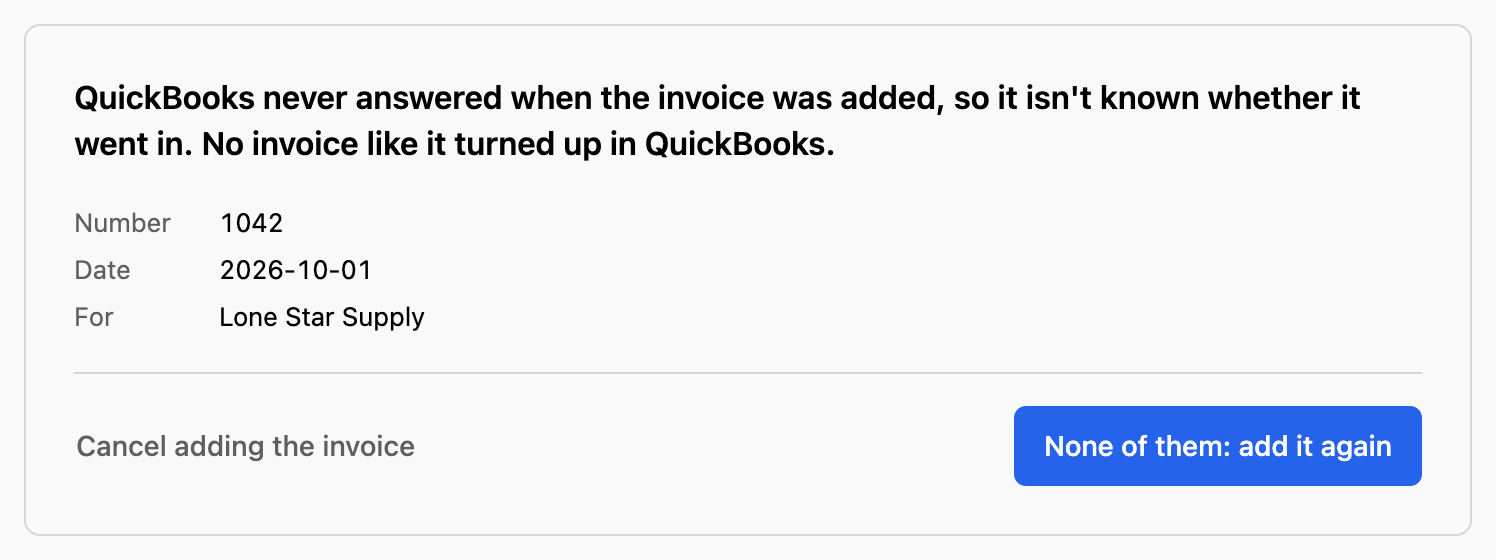 QuickBooks never answered when the invoice was added, so it isn't known whether it
went in. No invoice like it turned up in QuickBooks.
Number 1042
Date 2026-10-01
For Lone Star Supply
Cancel adding the invoice
None of them: add it again